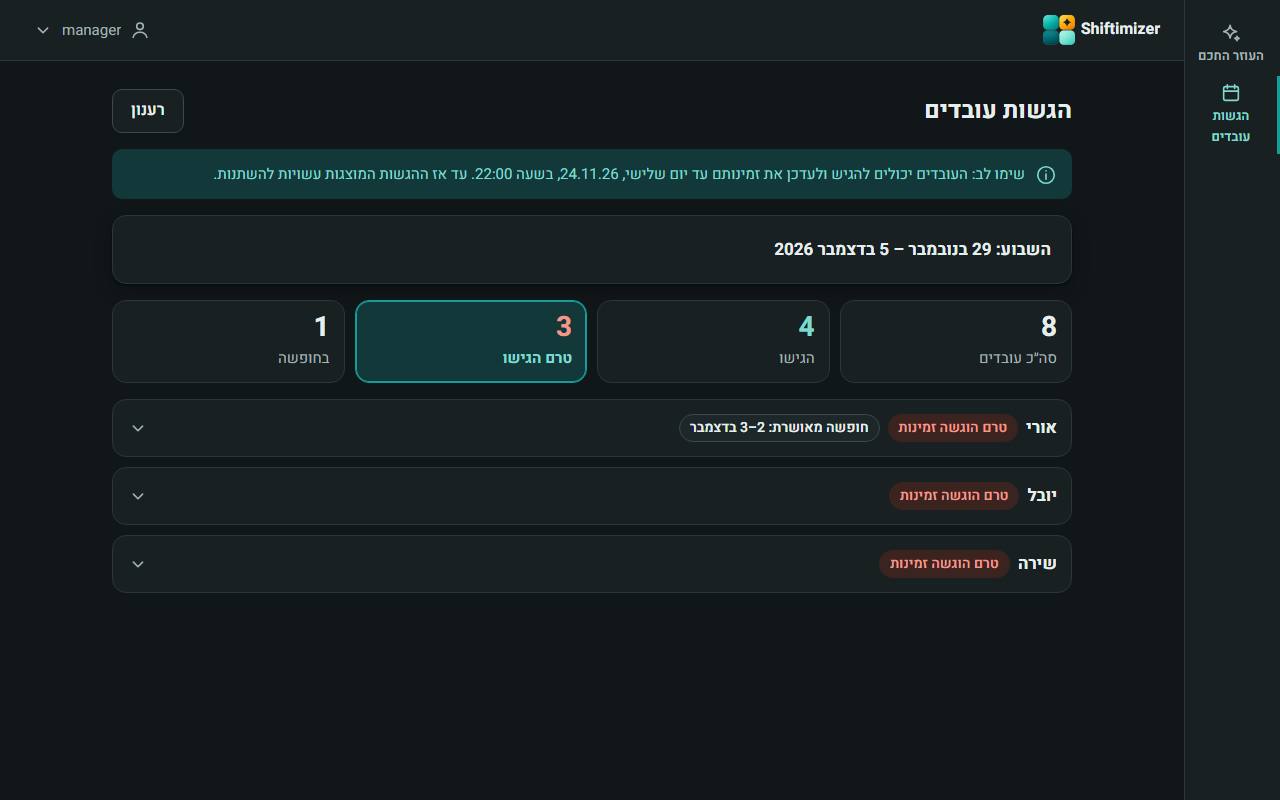 Shiftimizer
manager
העוזר החכם
הגשות
עובדים
הגשות עובדים
רענון
שימו לב: העובדים יכולים להגיש ולעדכן את זמינותם עד יום שלישי, 24.11.26, בשעה 22:00. עד אז ההגשות המוצגות עשויות להשתנות.
השבוע: 29 בנובמבר – 5 בדצמבר 2026
8
סה״כ עובדים
4
הגישו
3
טרם הגישו
1
בחופשה
אורי טרם הוגשה זמינות חופשה מאושרת: 2–3 בדצמבר
יובל טרם הוגשה זמינות
שירה טרם הוגשה זמינות